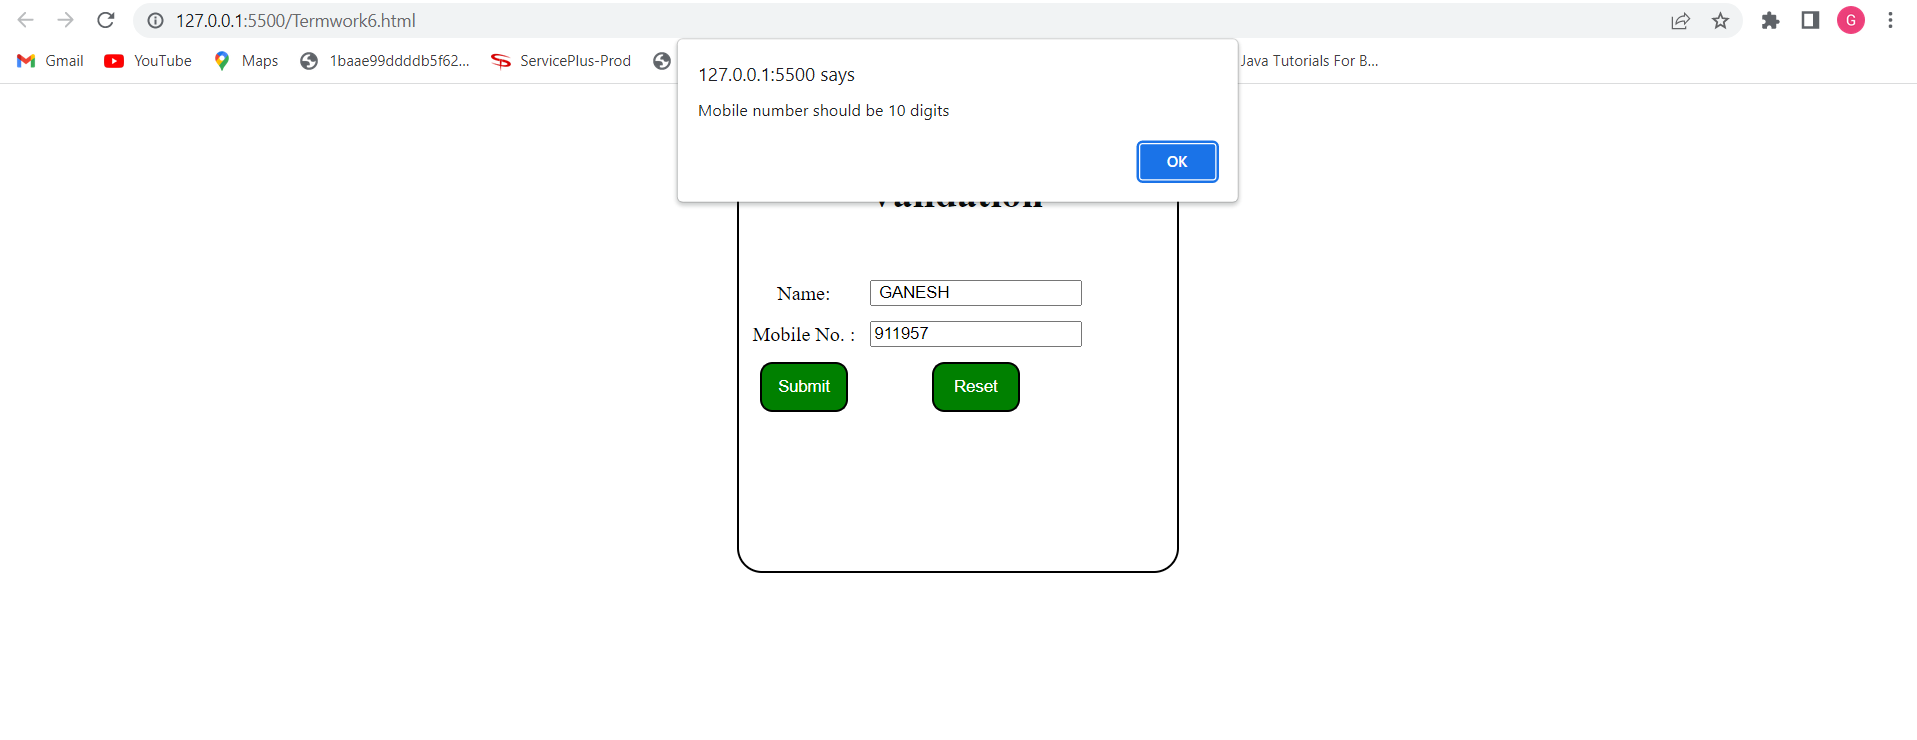 127.0.0.1:5500/Termwork6.html
G
Gmail YouTube Maps 1baae99ddddb5f62... ServicePlus-Prod Java Tutorials For B...
127.0.0.1:5500 says
Mobile number should be 10 digits
OK
Validation
Name: GANESH
Mobile No. : 911957
Submit Reset